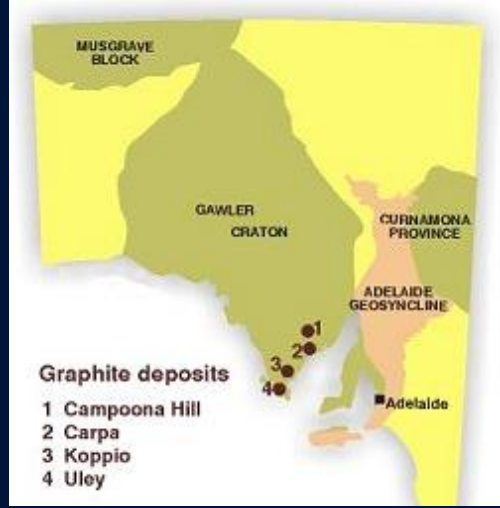 MUSGRAVE
BLOCK
GAWLER
CRATON
CURNAMONA
PROVINCE
ADELAIDE
GEOSYNCLINE
1
2
3
4
Adelaide
Graphite deposits
1 Campoona Hill
2 Carpa
3 Koppio
4 Uley